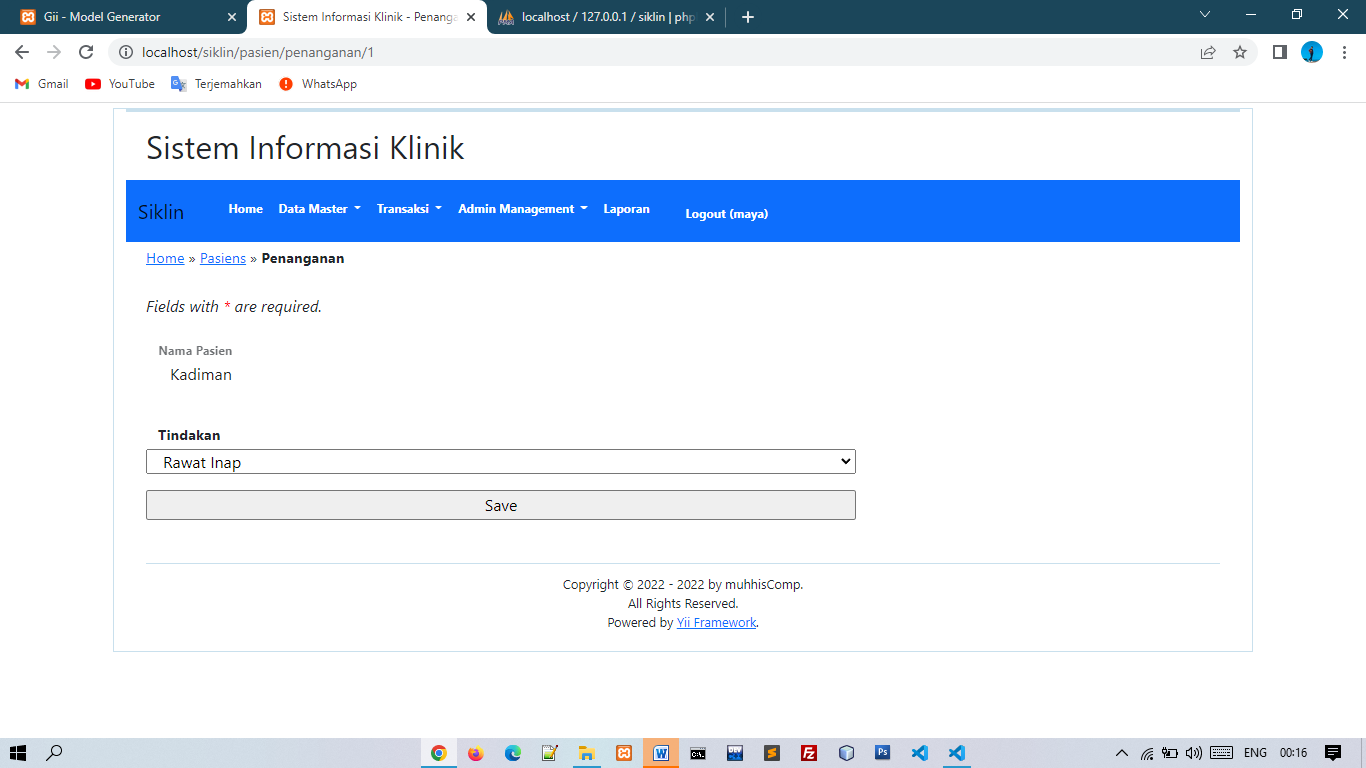 Gii - Model Generator
Sistem Informasi Klinik - Penanga
localhost / 127.0.0.1 / siklin | php
localhost/siklin/pasien/penanganan/1
Gmail YouTube Terjemahkan WhatsApp
Sistem Informasi Klinik
Siklin Home Data Master Transaksi Admin Management Laporan Logout (maya)
Home » Pasiens » Penanganan
Fields with * are required.
Nama Pasien
Kadiman
Tindakan
Rawat Inap
Save
Copyright © 2022 - 2022 by muhhisComp.
All Rights Reserved.
Powered by Yii Framework.
ENG 00:16